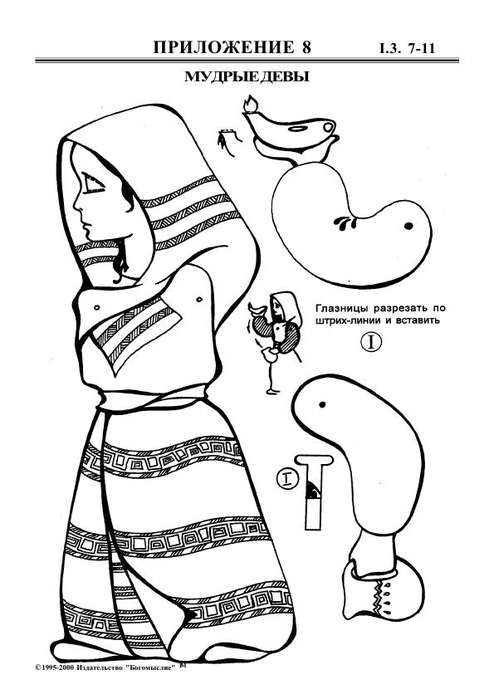 ПРИЛОЖЕНИЕ 8 I.3. 7-11
МУДРЫЕ ДЕВЫ
Глазницы разрезать по
штрих-линии и вставить
I
I
©1995-2000 Издательство "Богомыслие"